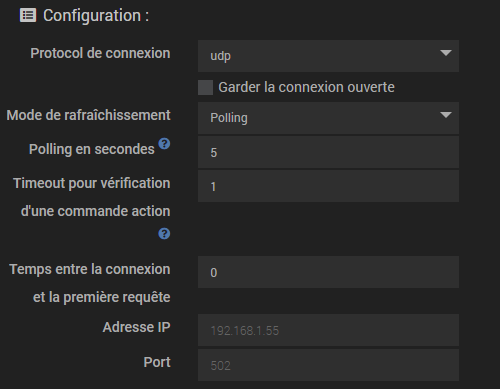 Configuration :
Protocol de connexion
udp
Garder la connexion ouverte
Mode de rafraîchissement
Polling
Polling en secondes ?
5
Timeout pour vérification
1
d'une commande action
?
Temps entre la connexion
0
et la première requête
Adresse IP
192.168.1.55
Port
502